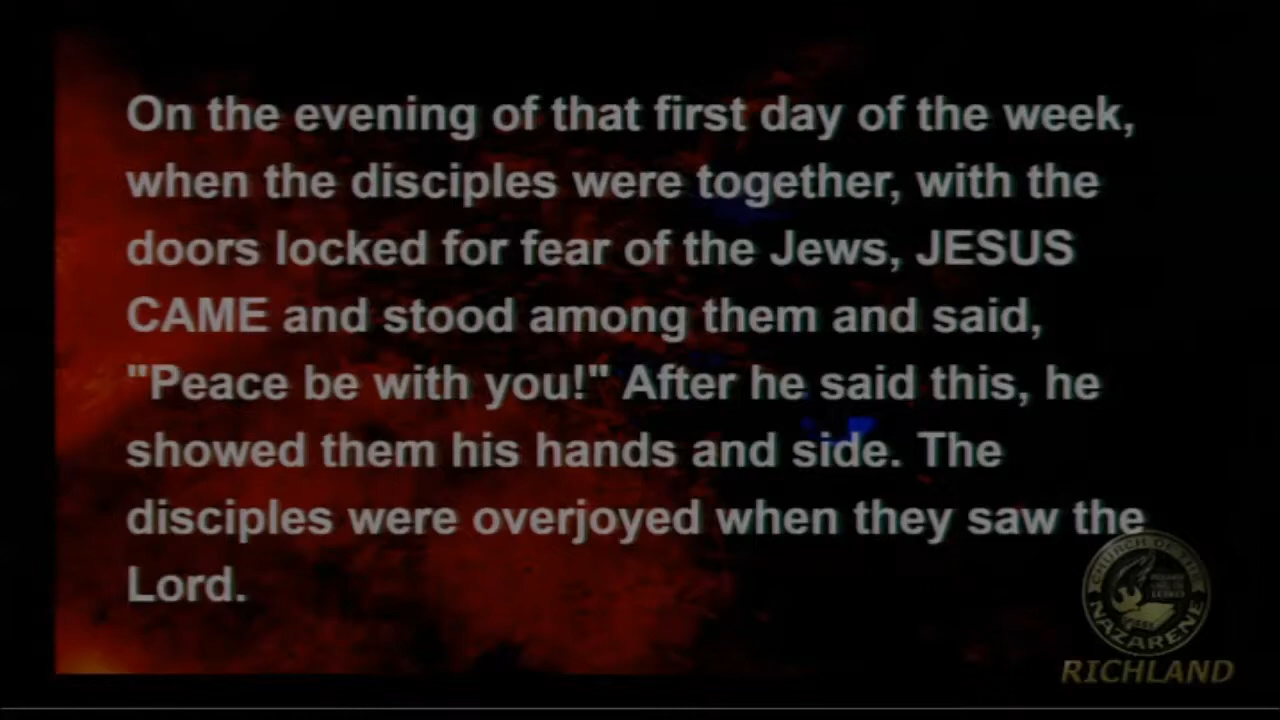 On the evening of that first day of the week,
when the disciples were together, with the
doors locked for fear of the Jews, JESUS
CAME and stood among them and said,
"Peace be with you!" After he said this, he
showed them his hands and side. The
disciples were overjoyed when they saw the
Lord.
CHURCH OF THE
NAZARENE
RICHLAND